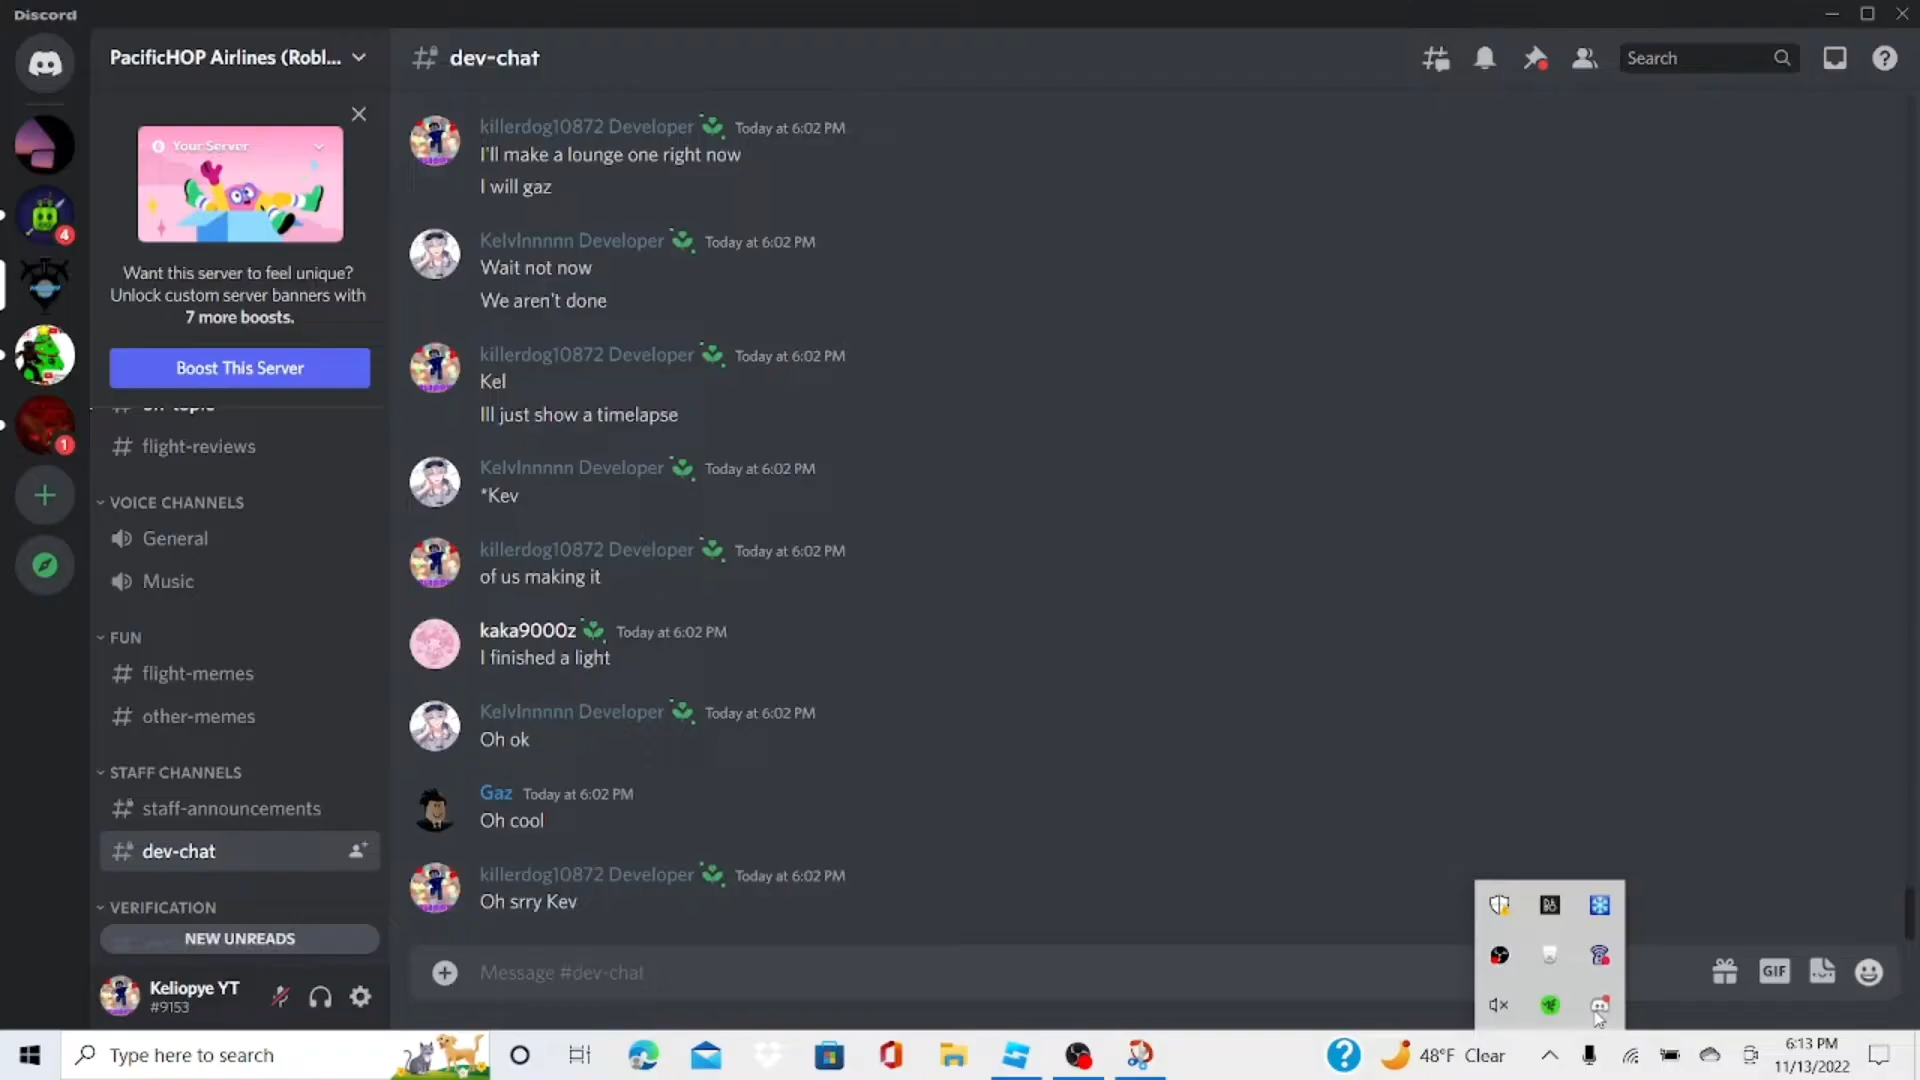 Discord
PacificHOP Airlines (Robl...
dev-chat
Search
Your Server
Want this server to feel unique?
Unlock custom server banners with
7 more boosts.
Boost This Server
off-topic
flight-reviews
VOICE CHANNELS
General
Music
FUN
flight-memes
other-memes
STAFF CHANNELS
staff-announcements
dev-chat
VERIFICATION
NEW UNREADS
Keliopye YT
#9153
4
1
killerdog10872 Developer Today at 6:02 PM
I'll make a lounge one right now
I will gaz
KelvInnnnn Developer Today at 6:02 PM
Wait not now
We aren't done
killerdog10872 Developer Today at 6:02 PM
Kel
Ill just show a timelapse
KelvInnnnn Developer Today at 6:02 PM
*Kev
killerdog10872 Developer Today at 6:02 PM
of us making it
kaka9000z Today at 6:02 PM
I finished a light
KelvInnnnn Developer Today at 6:02 PM
Oh ok
Gaz Today at 6:02 PM
Oh cool
killerdog10872 Developer Today at 6:02 PM
Oh srry Kev
Message #dev-chat
GIF
Type here to search
48°F Clear
6:13 PM
11/13/2022